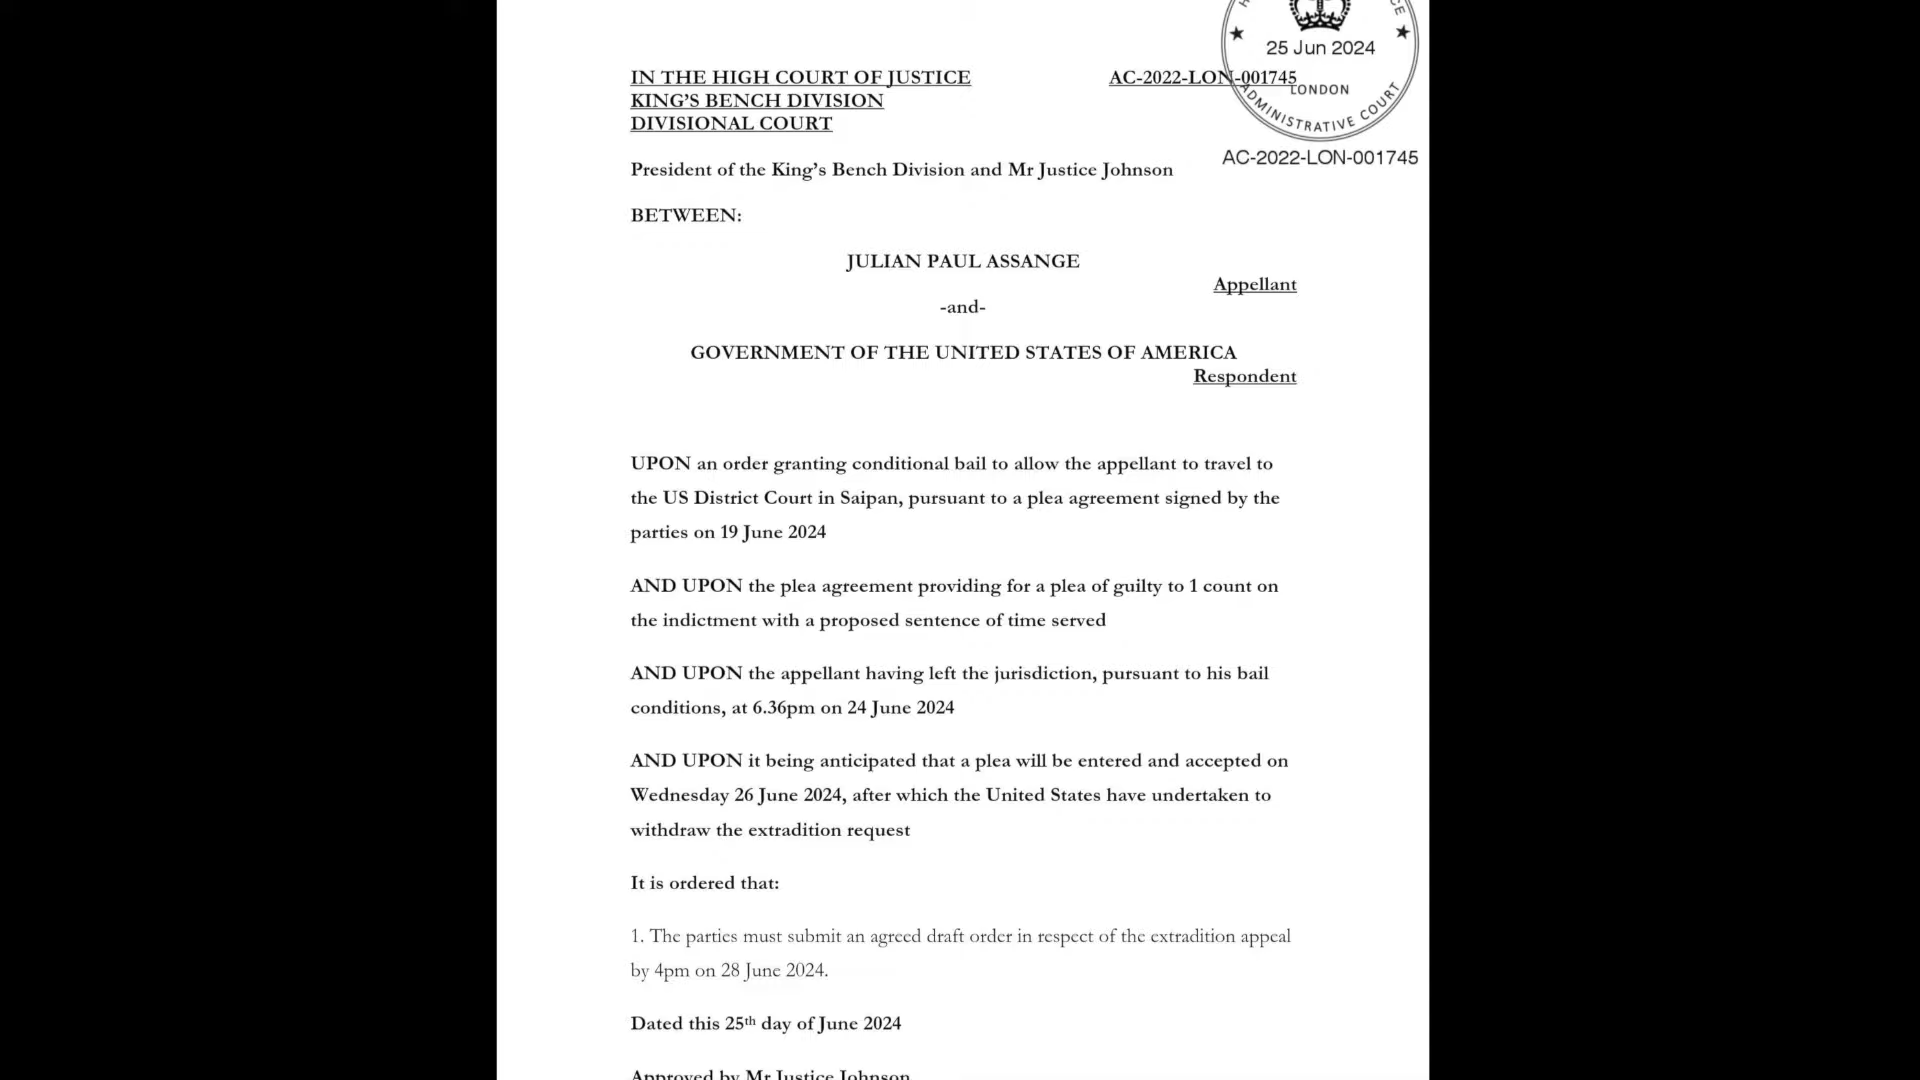 25 Jun 2024
IN THE HIGH COURT OF JUSTICE AC-2022-LON-001745
LONDON
KING'S BENCH DIVISION
ADMINISTRATIVE COURT
DIVISIONAL COURT
AC-2022-LON-001745
President of the King's Bench Division and Mr Justice Johnson
BETWEEN:
JULIAN PAUL ASSANGE
Appellant
-and-
GOVERNMENT OF THE UNITED STATES OF AMERICA
Respondent
UPON an order granting conditional bail to allow the appellant to travel to
the US District Court in Saipan, pursuant to a plea agreement signed by the
parties on 19 June 2024
AND UPON the plea agreement providing for a plea of guilty to 1 count on
the indictment with a proposed sentence of time served
AND UPON the appellant having left the jurisdiction, pursuant to his bail
conditions, at 6.36pm on 24 June 2024
AND UPON it being anticipated that a plea will be entered and accepted on
Wednesday 26 June 2024, after which the United States have undertaken to
withdraw the extradition request
It is ordered that:
1. The parties must submit an agreed draft order in respect of the extradition appeal
by 4pm on 28 June 2024.
Dated this 25th day of June 2024
Approved by Mr Justice Johnson